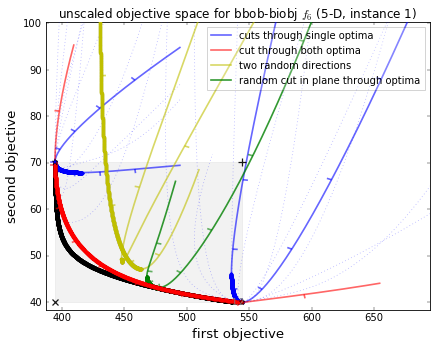 unscaled objective space for bbob-biobj f₆ (5-D, instance 1)
cuts through single optima
cut through both optima
two random directions
random cut in plane through optima
100
90
80
70
60
50
40
second objective
400 450 500 550 600 650
first objective